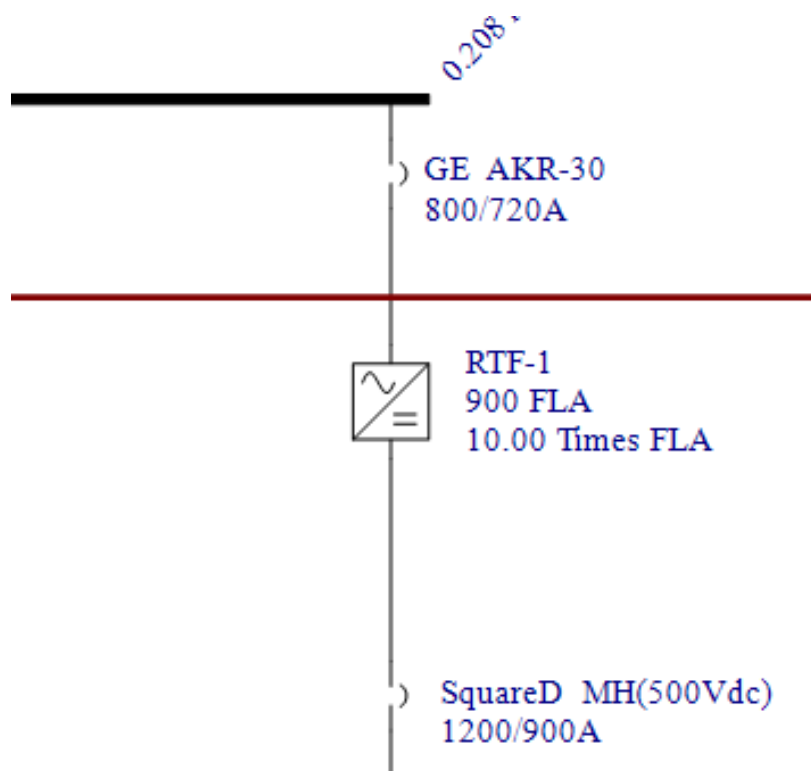 0.208
GE AKR-30
800/720A
RTF-1
900 FLA
10.00 Times FLA
SquareD MH(500Vdc)
1200/900A